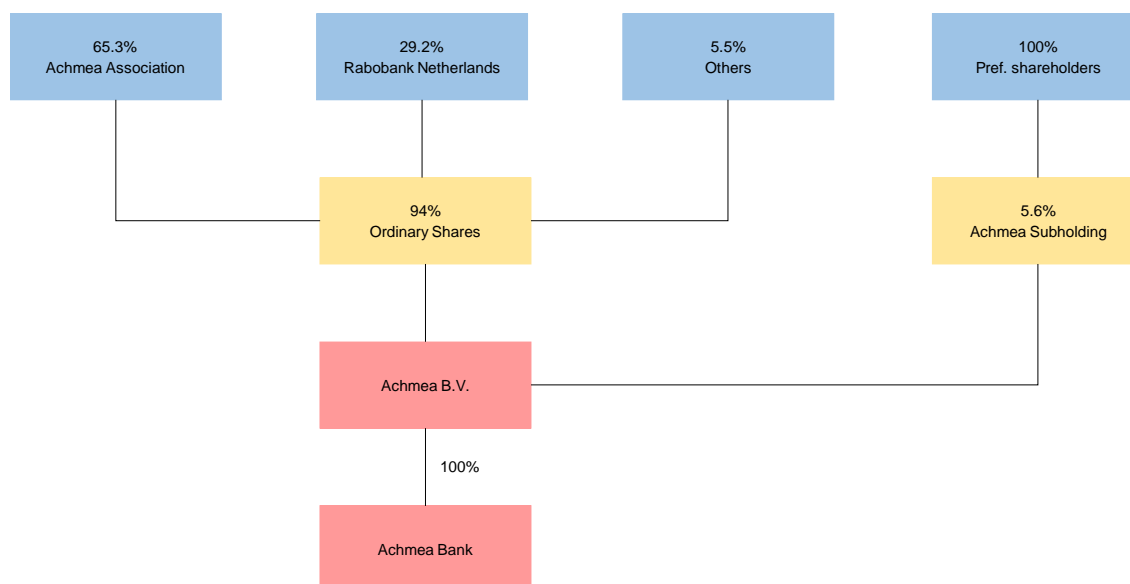 65.3%
Achmea Association
29.2%
Rabobank Netherlands
5.5%
Others
100%
Pref. shareholders
94%
Ordinary Shares
5.6%
Achmea Subholding
Achmea B.V.
100%
Achmea Bank